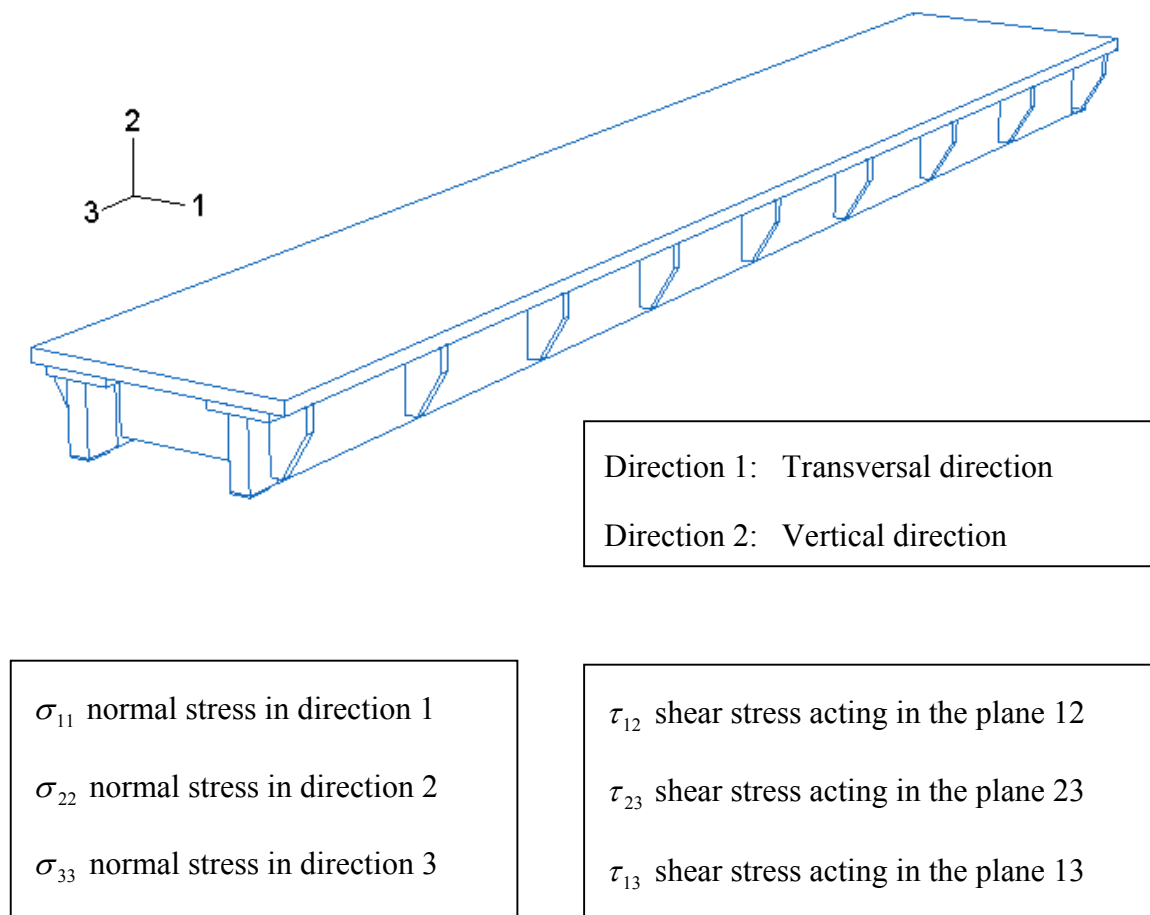 2
3
1
Direction 1: Transversal direction
Direction 2: Vertical direction
σ₁₁ normal stress in direction 1
σ₂₂ normal stress in direction 2
σ₃₃ normal stress in direction 3
τ₁₂ shear stress acting in the plane 12
τ₂₃ shear stress acting in the plane 23
τ₁₃ shear stress acting in the plane 13